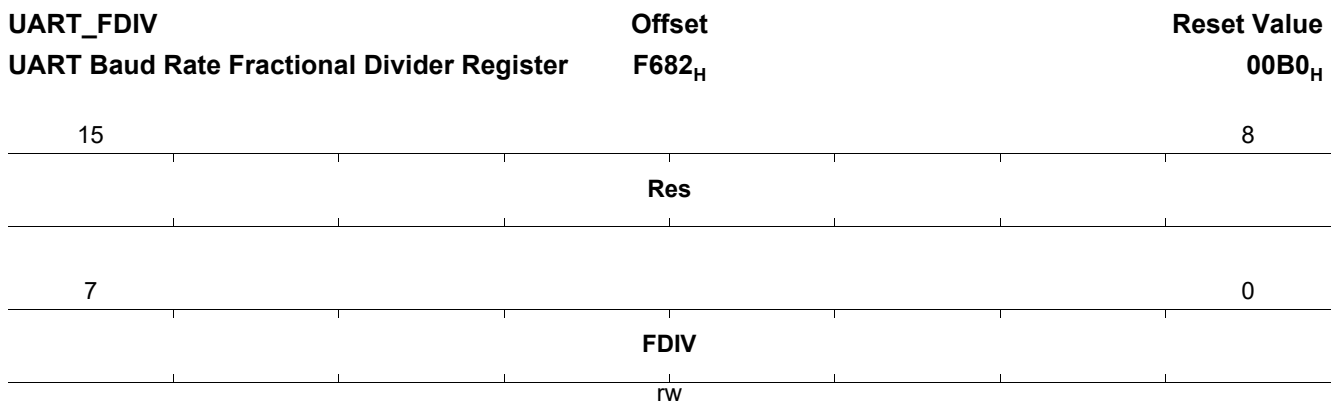 UART_FDIV Offset Reset Value
UART Baud Rate Fractional Divider Register F682H 00B0H
15 8
Res
7 0
FDIV
rw